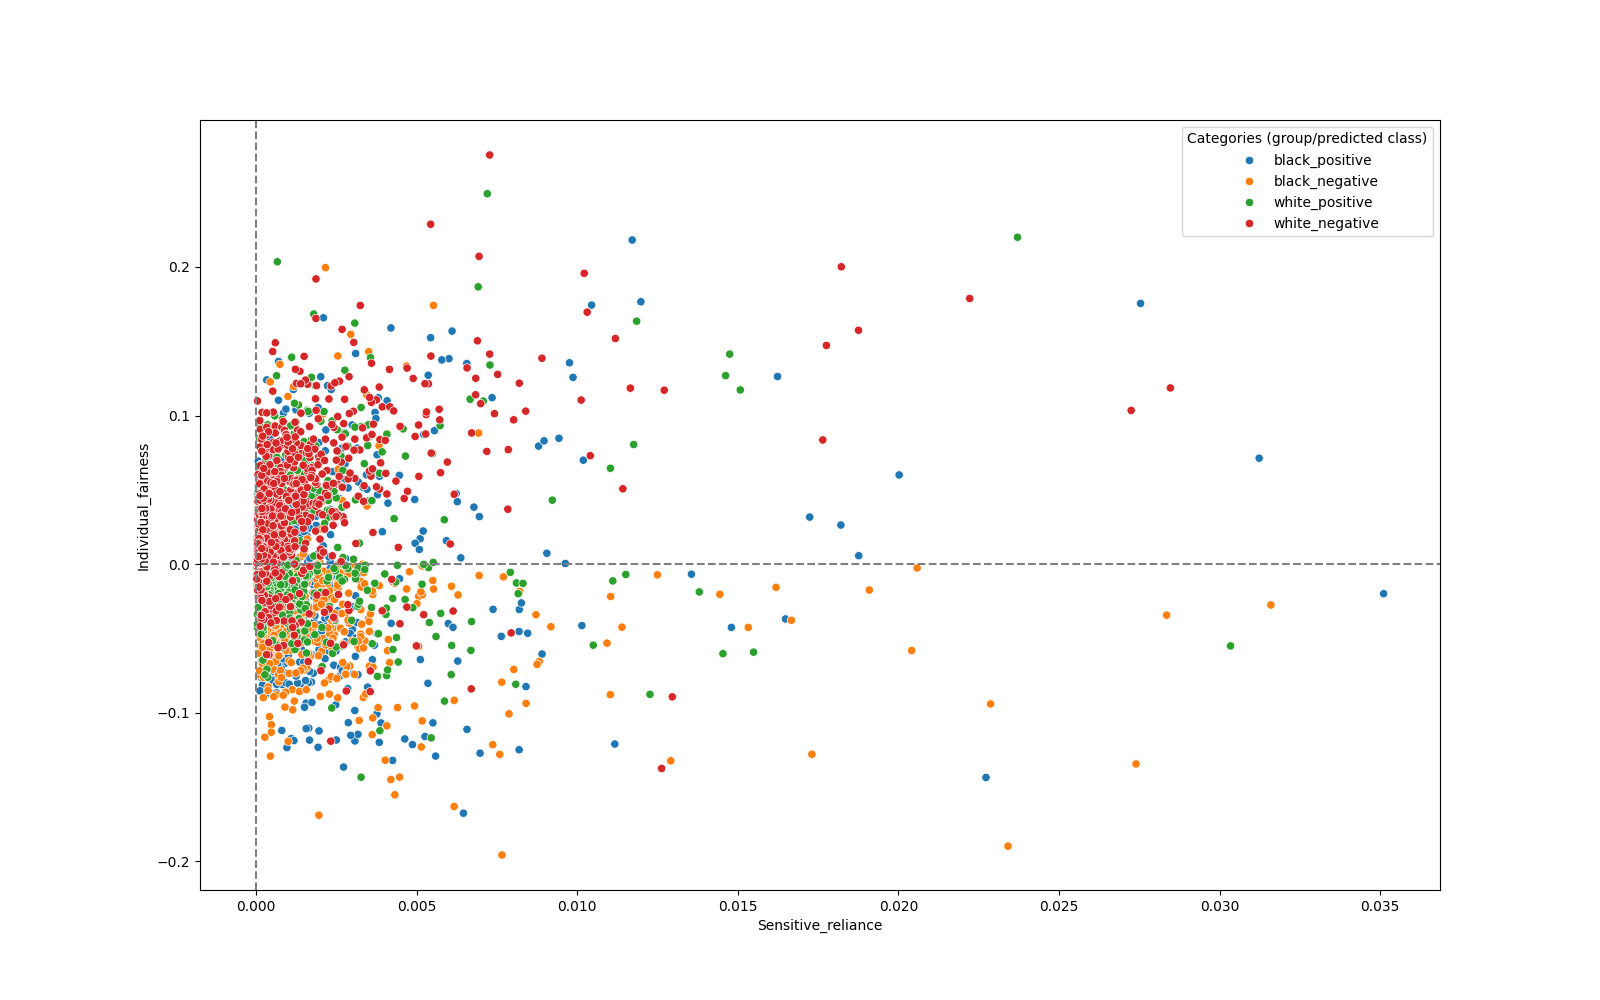 Categories (group/predicted class)
black_positive
black_negative
white_positive
white_negative
Individual_fairness
0.2
0.1
0.0
−0.1
−0.2
0.000 0.005 0.010 0.015 0.020 0.025 0.030 0.035
Sensitive_reliance